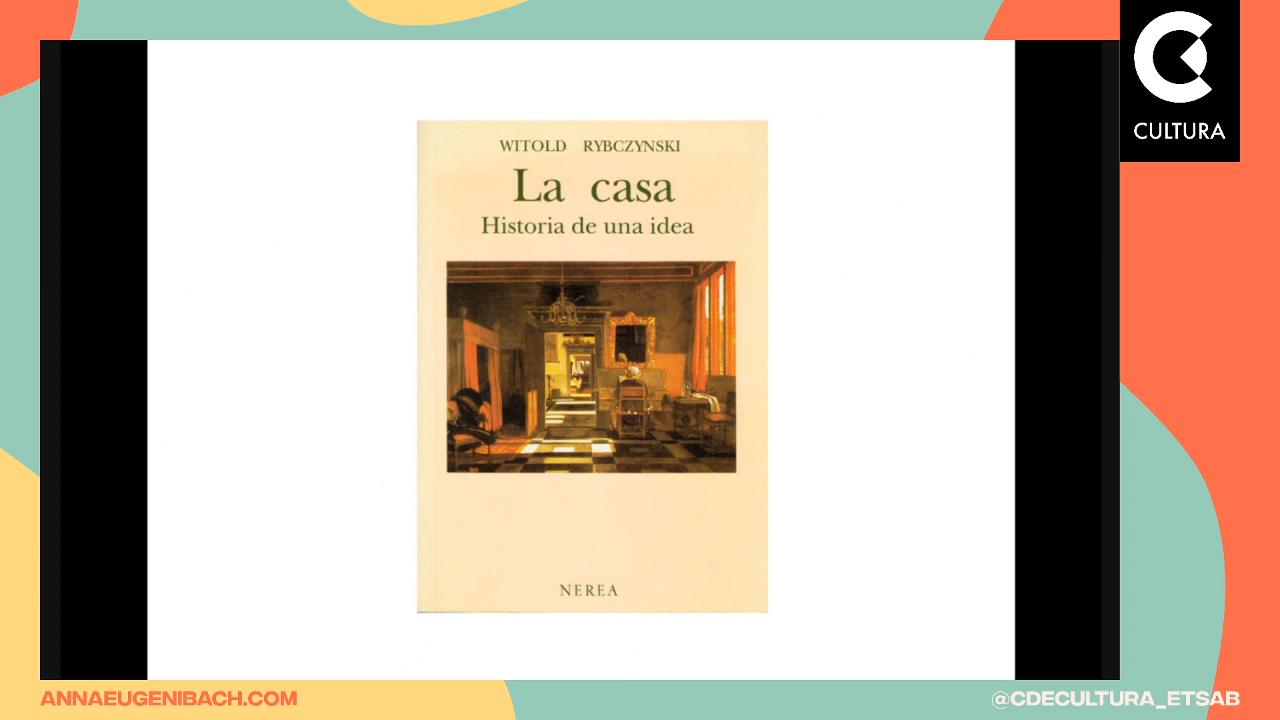 CULTURA
WITOLD RYBCZYNSKI
La casa
Historia de una idea
NEREA
ANNAEUGENIBACH.COM
@CDECULTURA_ETSAB